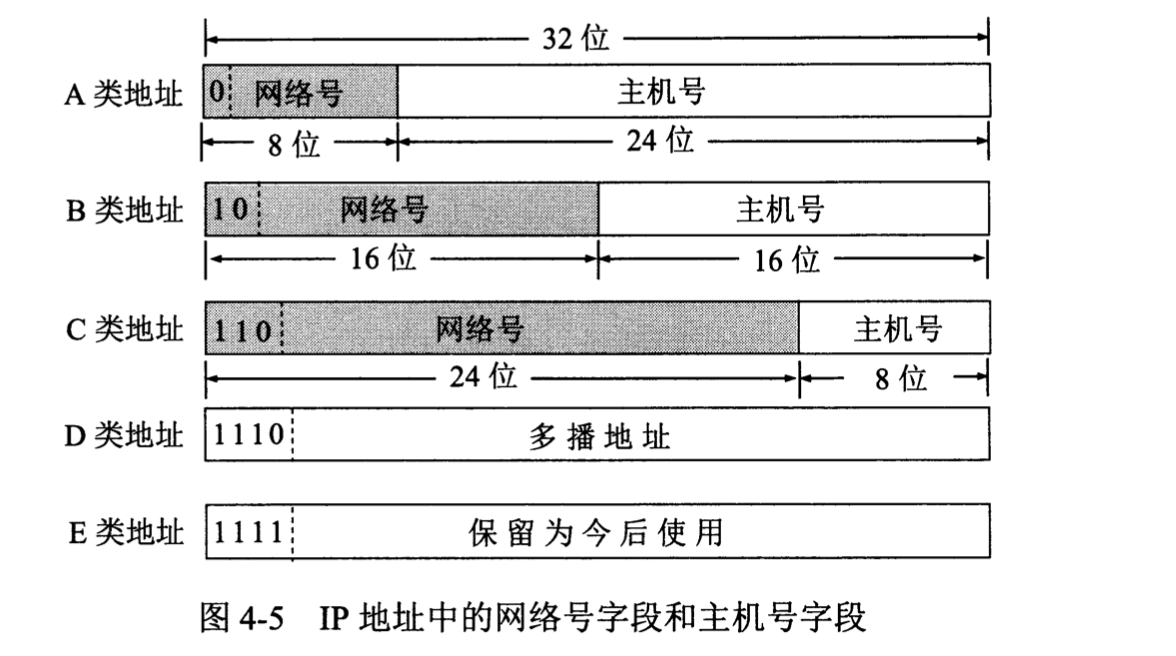 32 位
A 类地址 0 网络号 主机号
8 位 24 位
B 类地址 10 网络号 主机号
16 位 16 位
C 类地址 110 网络号 主机号
24 位 8 位
D 类地址 1110 多播地址
E 类地址 1111 保留为今后使用
图 4-5 IP 地址中的网络号字段和主机号字段